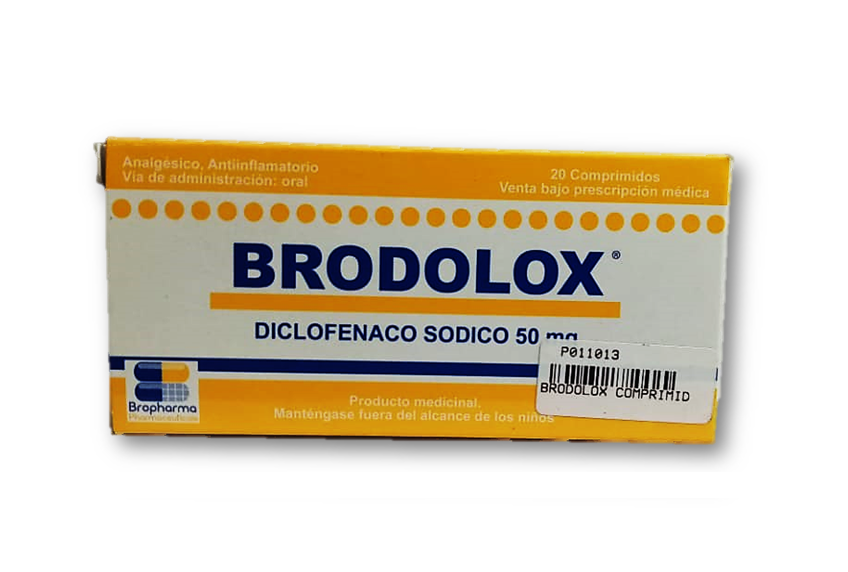 Analgésico, Antiinflamatorio
Vía de administración: oral
20 Comprimidos
Venta bajo prescripción médica
BRODOLOX®
DICLOFENACO SODICO 50 mg
P011013
BRODOLOX COMPRIMID
Bropharma
Pharmaceuticals
Producto medicinal.
Manténgase fuera del alcance de los niños